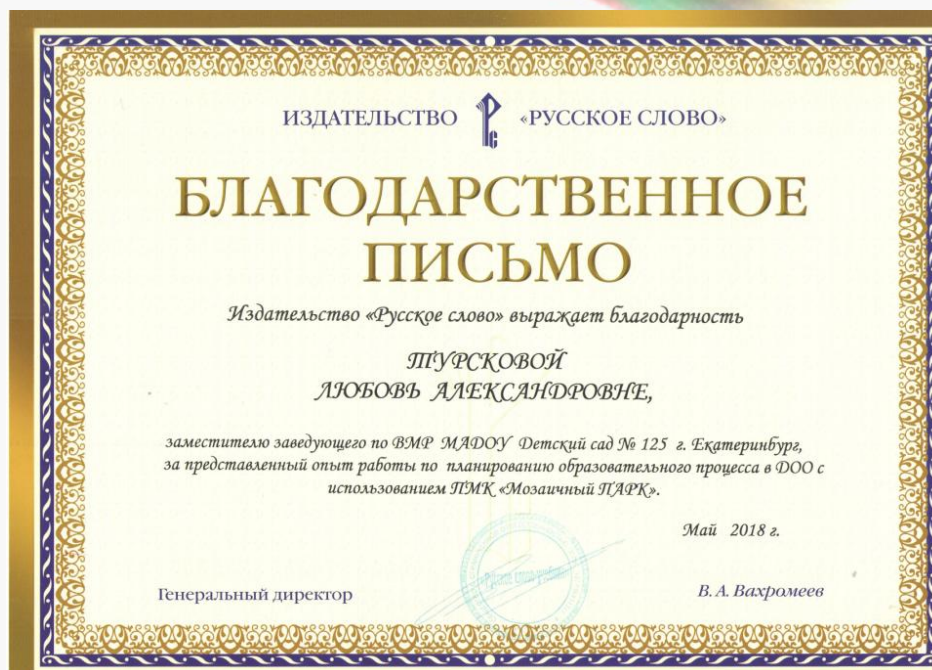 ИЗДАТЕЛЬСТВО «РУССКОЕ СЛОВО»
БЛАГОДАРСТВЕННОЕ
ПИСЬМО
Издательство «Русское слово» выражает благодарность
ТУРСКОВОЙ
ЛЮБОВЬ АЛЕКСАНДРОВНЕ,
заместителю заведующего по ВМР МАДОУ Детский сад № 125 г. Екатеринбург,
за представленный опыт работы по планированию образовательного процесса в ДОО с
использованием ПМК «Мозаичный ПАРК».
Май 2018 г.
Генеральный директор В. А. Вахромеев